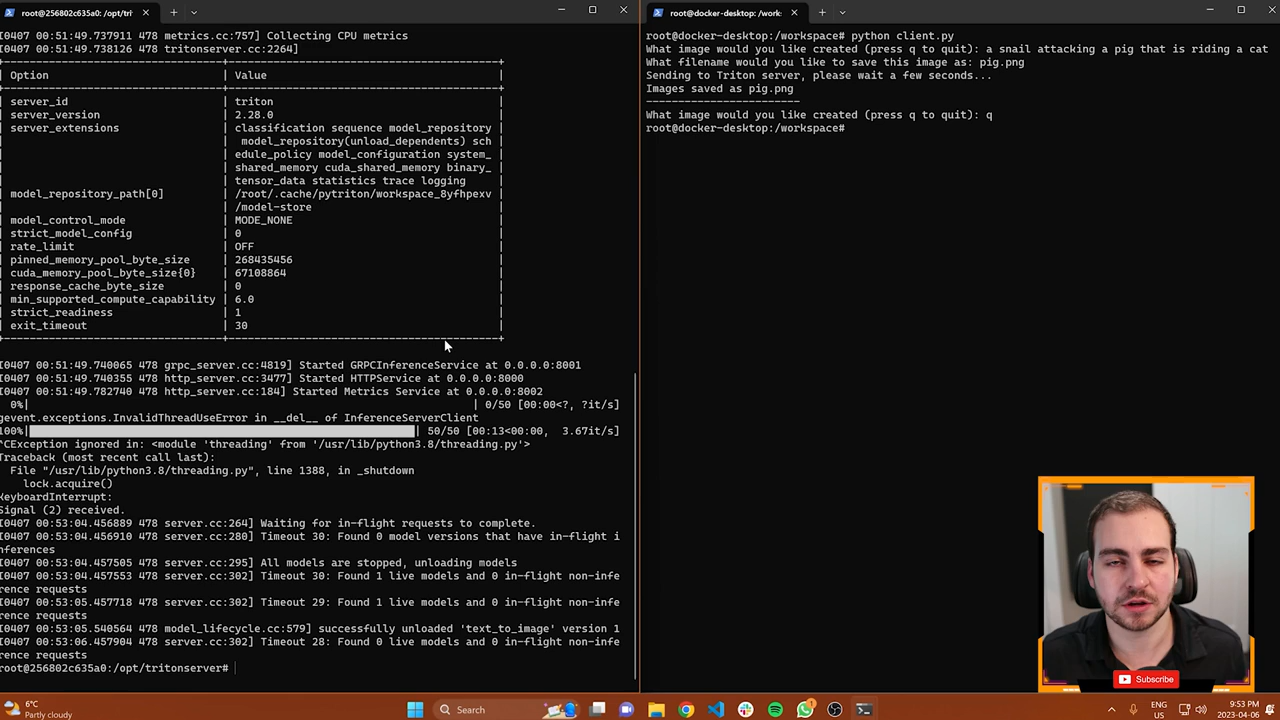 root@256802c635a0: /opt/tri
I0407 00:51:49.737911 478 metrics.cc:757] Collecting CPU metrics
I0407 00:51:49.738126 478 tritonserver.cc:2264]
| Option | Value |
| server_id | triton |
| server_version | 2.28.0 |
| server_extensions | classification sequence model_repository |
| | model_repository(unload_dependents) sch |
| | edule_policy model_configuration system_ |
| | shared_memory cuda_shared_memory binary_ |
| | tensor_data statistics trace logging |
| model_repository_path[0] | /root/.cache/pytriton/workspace_8yfhpexv |
| | /model-store |
| model_control_mode | MODE_NONE |
| strict_model_config | 0 |
| rate_limit | OFF |
| pinned_memory_pool_byte_size | 268435456 |
| cuda_memory_pool_byte_size{0} | 67108864 |
| response_cache_byte_size | 0 |
| min_supported_compute_capability | 6.0 |
| strict_readiness | 1 |
| exit_timeout | 30 |
I0407 00:51:49.740065 478 grpc_server.cc:4819] Started GRPCInferenceService at 0.0.0.0:8001
I0407 00:51:49.740355 478 http_server.cc:3477] Started HTTPService at 0.0.0.0:8000
I0407 00:51:49.782740 478 http_server.cc:184] Started Metrics Service at 0.0.0.0:8002
0%| | 0/50 [00:00<?, ?it/s]
gevent.exceptions.InvalidThreadUseError in __del__ of InferenceServerClient
100%| | 50/50 [00:13<00:00, 3.67it/s]
^CException ignored in: <module 'threading' from '/usr/lib/python3.8/threading.py'>
Traceback (most recent call last):
File "/usr/lib/python3.8/threading.py", line 1388, in _shutdown
lock.acquire()
KeyboardInterrupt:
Signal (2) received.
I0407 00:53:04.456889 478 server.cc:264] Waiting for in-flight requests to complete.
I0407 00:53:04.456910 478 server.cc:280] Timeout 30: Found 0 model versions that have in-flight i
nferences
I0407 00:53:04.457505 478 server.cc:295] All models are stopped, unloading models
I0407 00:53:04.457553 478 server.cc:302] Timeout 30: Found 1 live models and 0 in-flight non-infe
rence requests
I0407 00:53:05.457718 478 server.cc:302] Timeout 29: Found 1 live models and 0 in-flight non-infe
rence requests
I0407 00:53:05.540564 478 model_lifecycle.cc:579] successfully unloaded 'text_to_image' version 1
I0407 00:53:06.457904 478 server.cc:302] Timeout 28: Found 0 live models and 0 in-flight non-infe
rence requests
root@256802c635a0:/opt/tritonserver#
root@docker-desktop: /works
root@docker-desktop:/workspace# python client.py
What image would you like created (press q to quit): a snail attacking a pig that is riding a cat
What filename would you like to save this image as: pig.png
Sending to Triton server, please wait a few seconds...
Images saved as pig.png
------------------------
What image would you like created (press q to quit): q
root@docker-desktop:/workspace#
Subscribe
6°C
Partly cloudy
Search
ENG
US
9:53 PM
2023-04-06